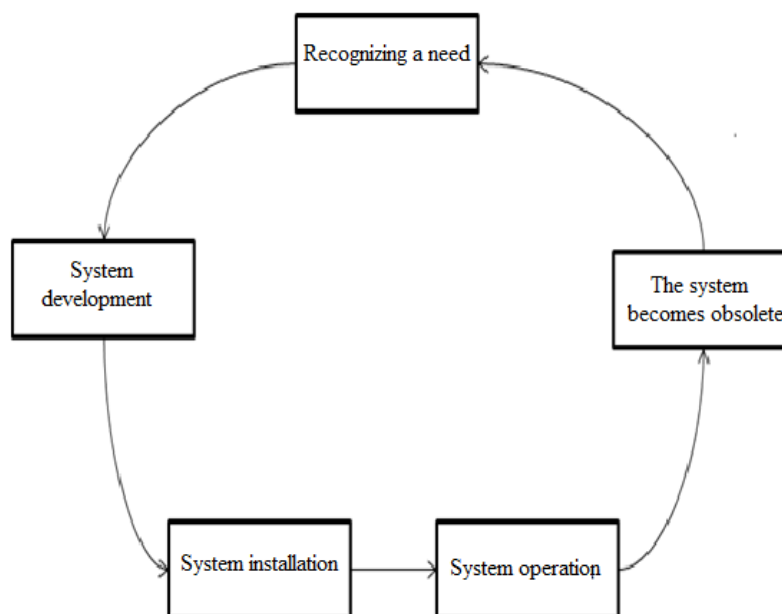 Recognizing a need
System
development
The system
becomes obsolete
System installation
System operation